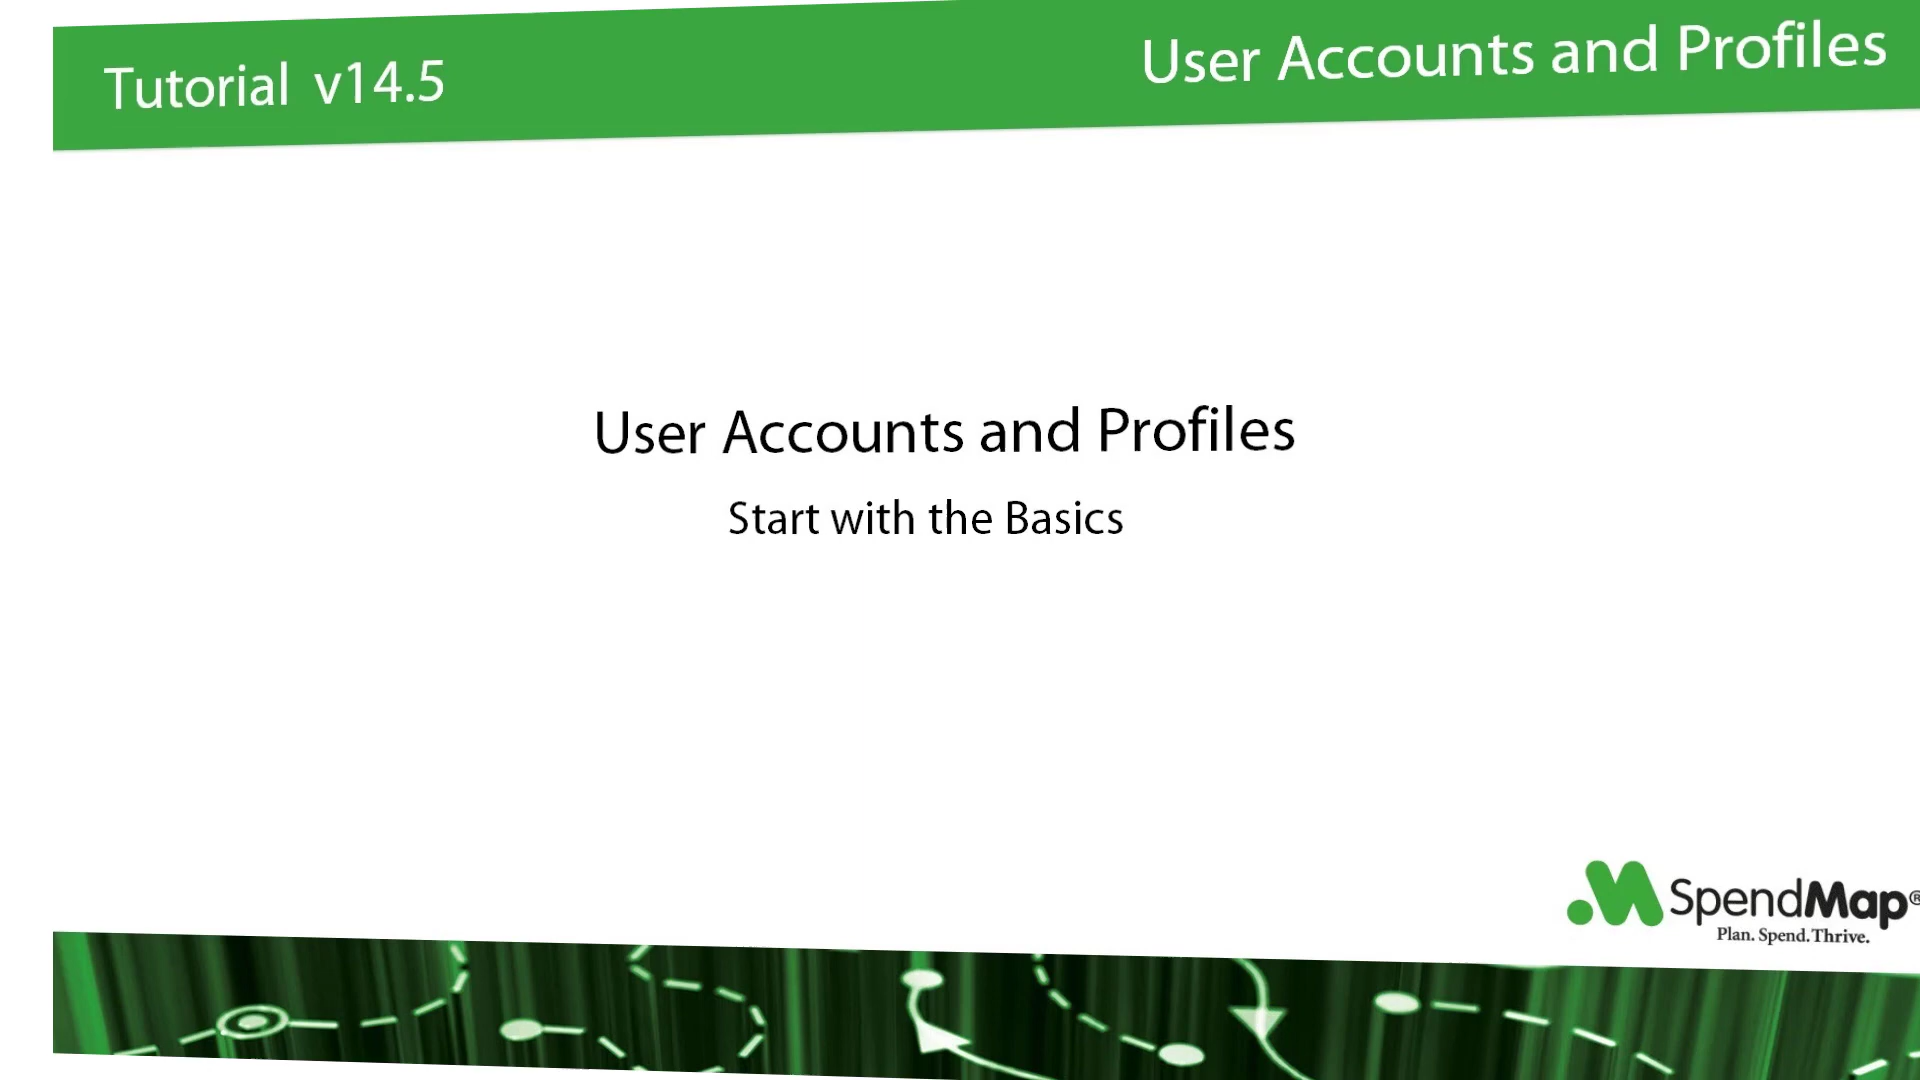 Tutorial v14.5
User Accounts and Profiles
User Accounts and Profiles
Start with the Basics
SpendMap®
Plan. Spend. Thrive.